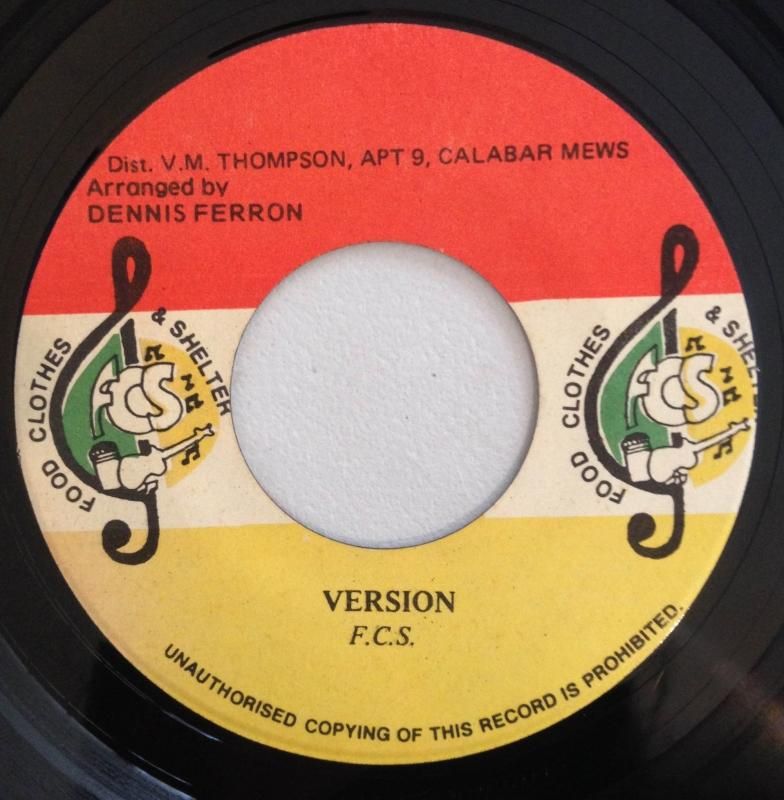 Dist. V.M. THOMPSON, APT 9, CALABAR MEWS
Arranged by
DENNIS FERRON
FOOD CLOTHES & SHELTER
FCS
FOOD CLOTHES & SHELTER
FCS
VERSION
F.C.S.
UNAUTHORISED COPYING OF THIS RECORD IS PROHIBITED.